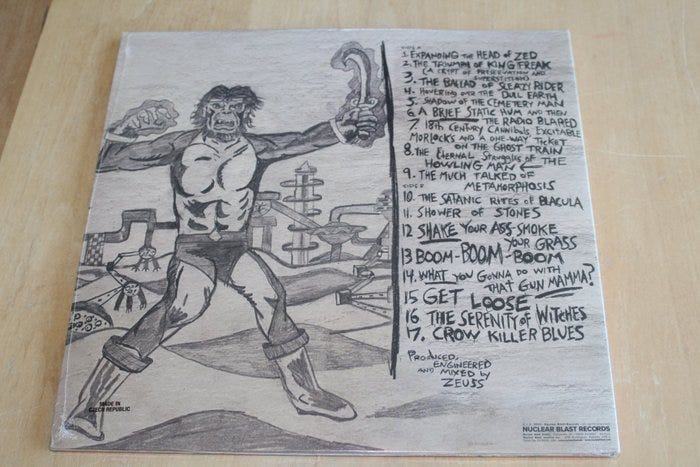 SIDE A
1. EXPANDING THE HEAD OF ZED
2. THE TRIUMPH OF KING FREAK
(A CRYPT OF PRESERVATION AND
SUPERSTITION)
3. THE BALLAD OF SLEAZY RIDER
4. HOVERING OVER THE DULL EARTH
5. SHADOW OF THE CEMETERY MAN
6. A BRIEF STATIC HUM AND THEN
THE RADIO BLARED
7. 18th CENTURY CANNIBALS, EXCITABLE
MORLOCKS AND A ONE-WAY TICKET
ON THE GHOST TRAIN
8. THE ETERNAL STRUGGLES OF THE
HOWLING MAN
9. THE MUCH TALKED OF
METAMORPHOSIS
SIDE B
10. THE SATANIC RITES OF BLACULA
11. SHOWER OF STONES
12 SHAKE YOUR ASS-SMOKE
YOUR GRASS
13 BOOM-BOOM-BOOM
14. WHAT YOU GONNA DO WITH
THAT GUN MAMMA?
15 GET LOOSE
16 THE SERENITY OF WITCHES
17. CROW KILLER BLUES
PRODUCED,
ENGINEERED
AND MIXED by
ZEUSS
MADE IN
CZECH REPUBLIC
NUCLEAR BLAST RECORDS